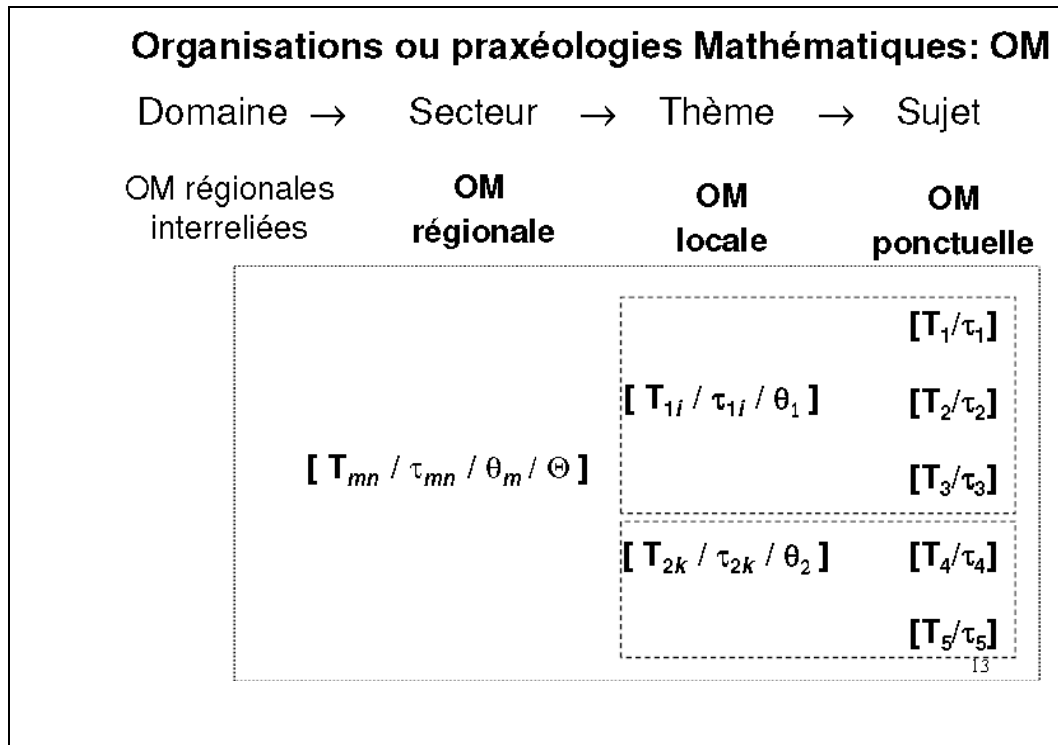 Organisations ou praxéologies Mathématiques: OM
Domaine → Secteur → Thème → Sujet
OM régionales interreliées
OM régionale
OM locale
OM ponctuelle
[T₁/τ₁]
[ T₁ᵢ / τ₁ᵢ / θ₁ ] [T₂/τ₂]
[ Tₘₙ / τₘₙ / θₘ / Θ ]
[T₃/τ₃]
[ T₂ₖ / τ₂ₖ / θ₂ ] [T₄/τ₄]
[T₅/τ₅]
13